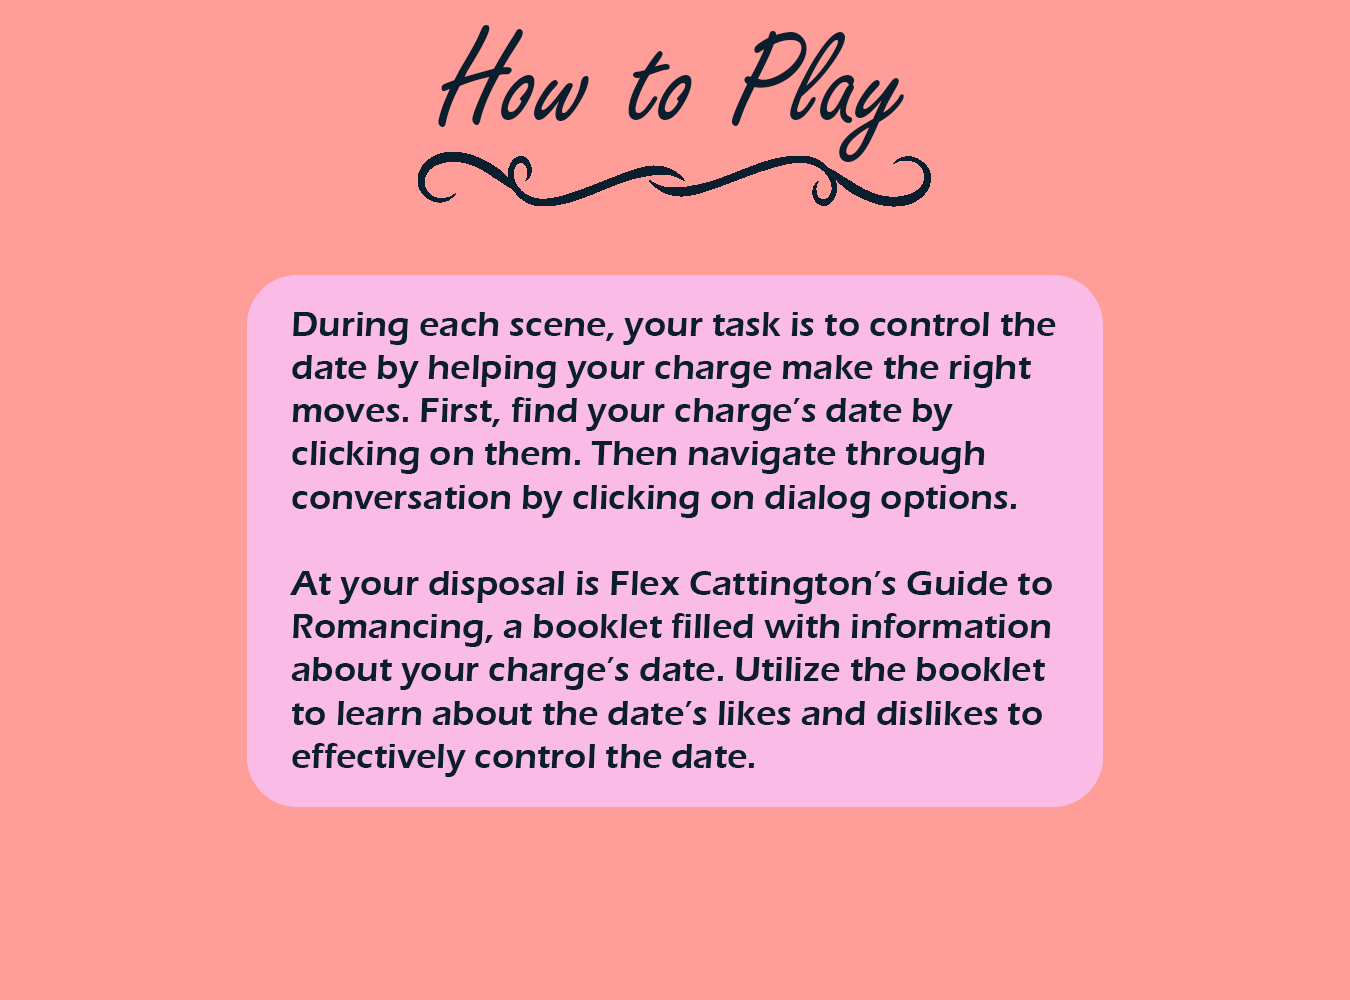 How to Play
During each scene, your task is to control the
date by helping your charge make the right
moves. First, find your charge’s date by
clicking on them. Then navigate through
conversation by clicking on dialog options.
At your disposal is Flex Cattington’s Guide to
Romancing, a booklet filled with information
about your charge’s date. Utilize the booklet
to learn about the date’s likes and dislikes to
effectively control the date.